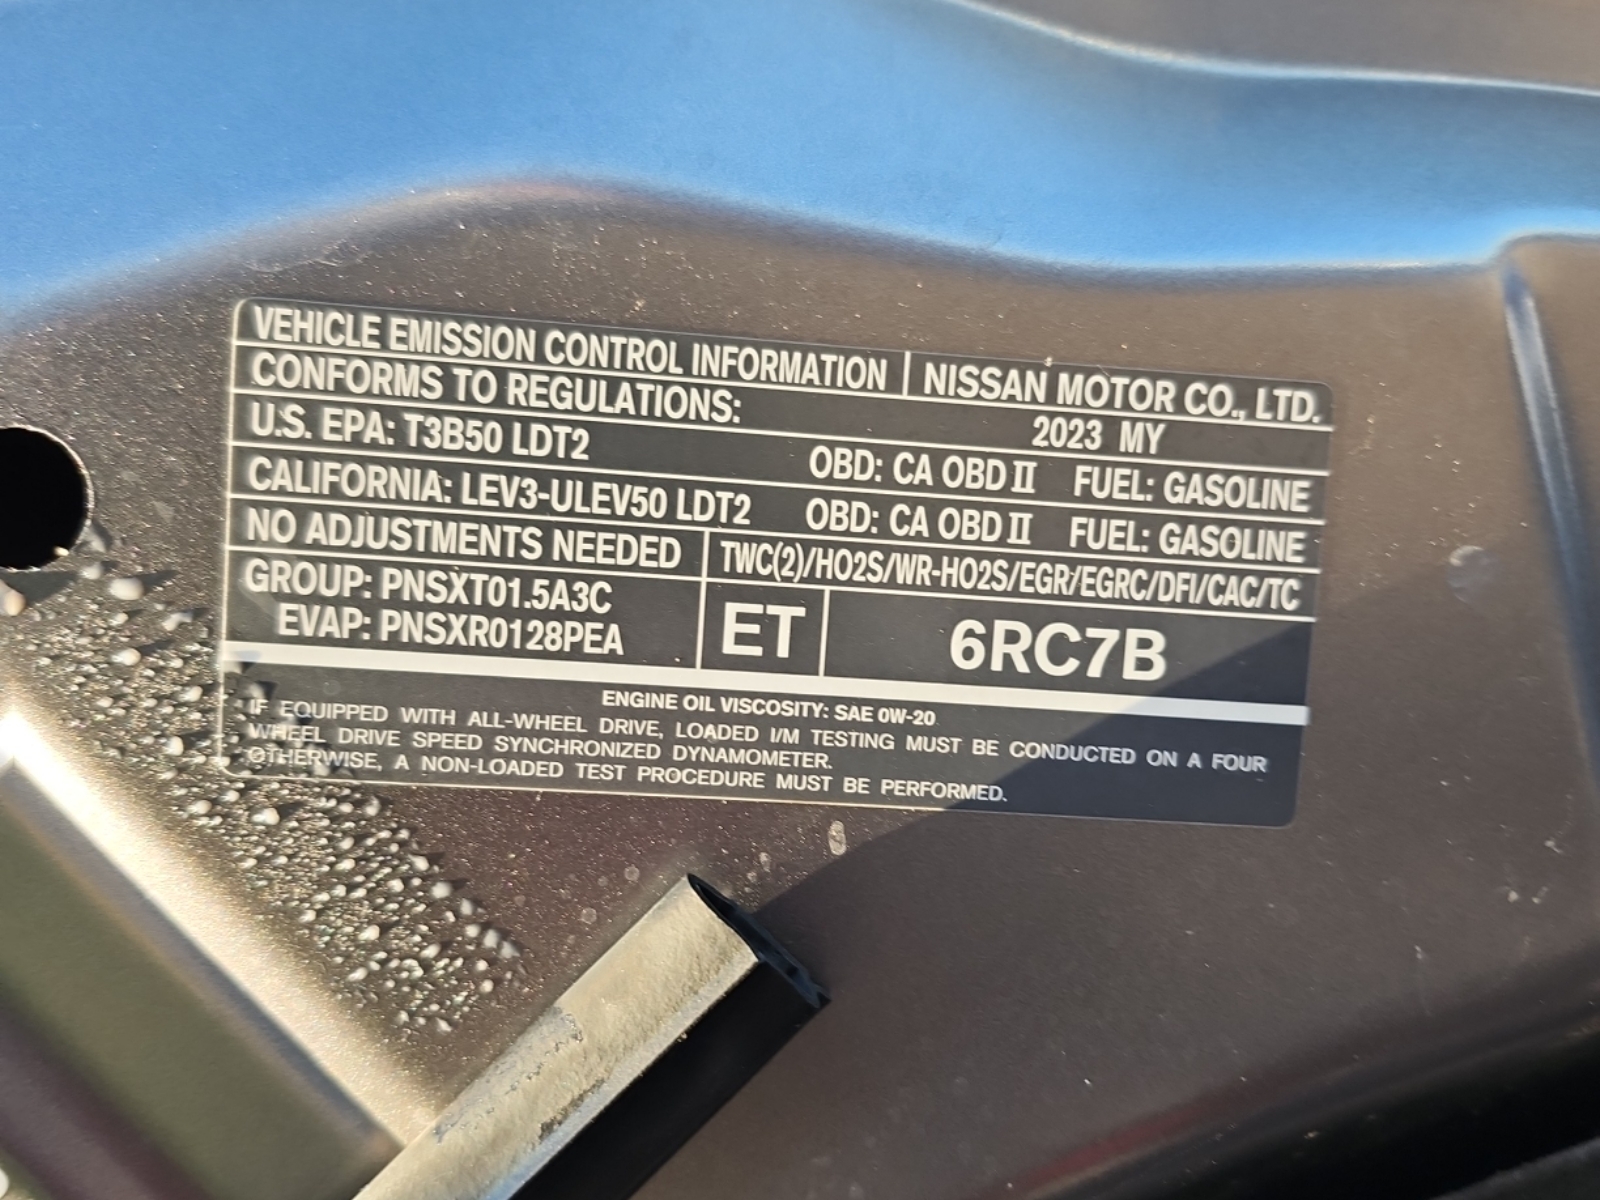 VEHICLE EMISSION CONTROL INFORMATION NISSAN MOTOR CO., LTD.
CONFORMS TO REGULATIONS: 2023 MY
U.S. EPA: T3B50 LDT2 OBD: CA OBD II FUEL: GASOLINE
CALIFORNIA: LEV3-ULEV50 LDT2 OBD: CA OBD II FUEL: GASOLINE
NO ADJUSTMENTS NEEDED TWC(2)/HO2S/WR-HO2S/EGR/EGRC/DFI/CAC/TC
GROUP: PNSXT01.5A3C
EVAP: PNSXR0128PEA
ET 6RC7B
ENGINE OIL VISCOSITY: SAE 0W-20
IF EQUIPPED WITH ALL-WHEEL DRIVE, LOADED I/M TESTING MUST BE CONDUCTED ON A FOUR
WHEEL DRIVE SPEED SYNCHRONIZED DYNAMOMETER.
OTHERWISE, A NON-LOADED TEST PROCEDURE MUST BE PERFORMED.